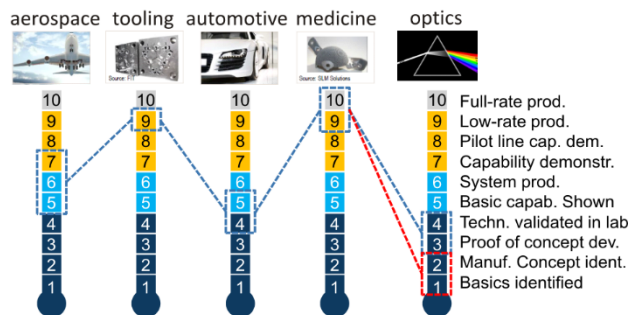 aerospace tooling automotive medicine optics
Source: FIT Source: SLM Solutions
10 10 10 10 10 Full-rate prod.
9 9 9 9 9 Low-rate prod.
8 8 8 8 8 Pilot line cap. dem.
7 7 7 7 7 Capability demonstr.
6 6 6 6 6 System prod.
5 5 5 5 5 Basic capab. Shown
4 4 4 4 4 Techn. validated in lab
3 3 3 3 3 Proof of concept dev.
2 2 2 2 2 Manuf. Concept ident.
1 1 1 1 1 Basics identified